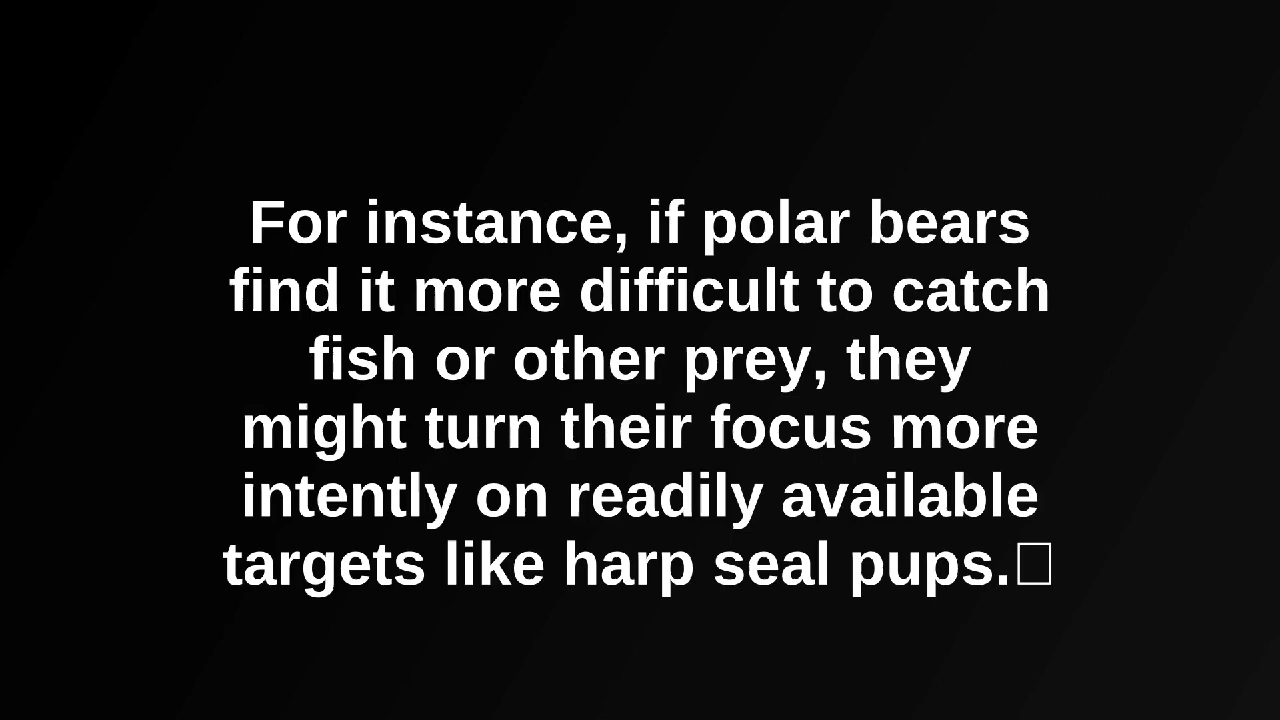 For instance, if polar bears
find it more difficult to catch
fish or other prey, they
might turn their focus more
intently on readily available
targets like harp seal pups.